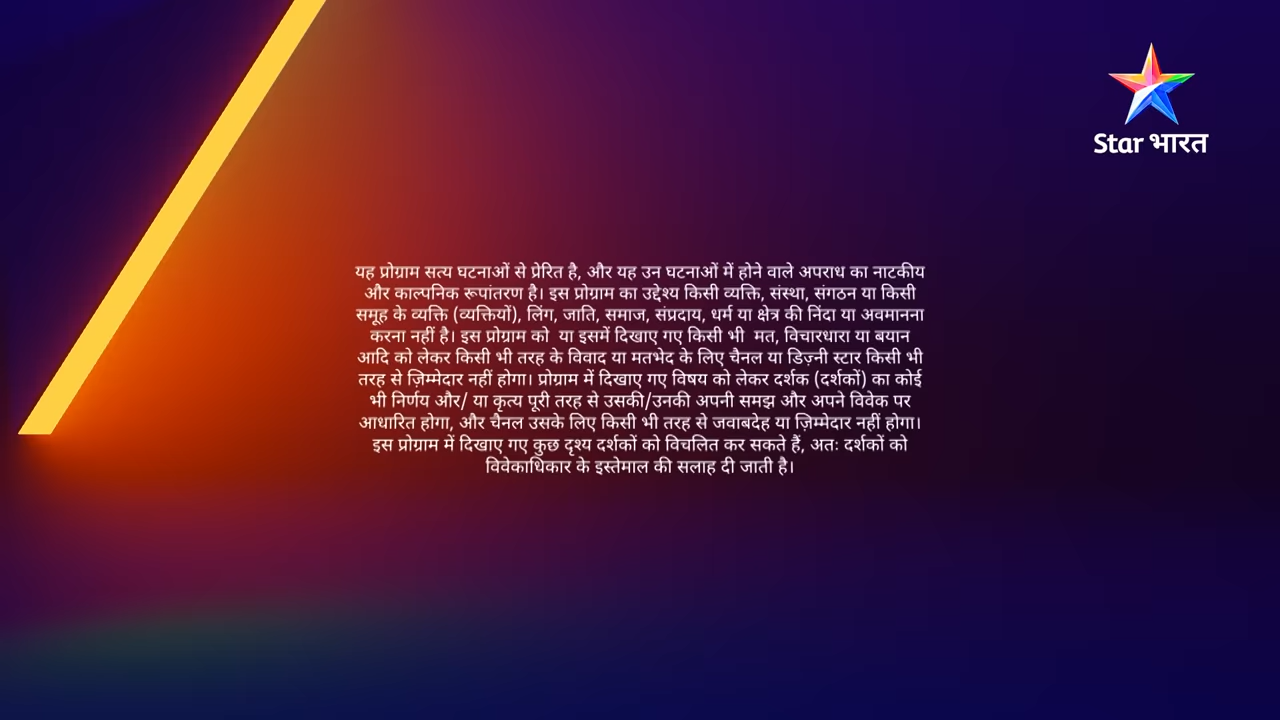 Star भारत
यह प्रोग्राम सत्य घटनाओं से प्रेरित है, और यह उन घटनाओं में होने वाले अपराध का नाटकीय
और काल्पनिक रूपांतरण है। इस प्रोग्राम का उद्देश्य किसी व्यक्ति, संस्था, संगठन या किसी
समूह के व्यक्ति (व्यक्तियों), लिंग, जाति, समाज, संप्रदाय, धर्म या क्षेत्र की निंदा या अवमानना
करना नहीं है। इस प्रोग्राम को  या इसमें दिखाए गए किसी भी  मत, विचारधारा या बयान
आदि को लेकर किसी भी तरह के विवाद या मतभेद के लिए चैनल या डिज़्नी स्टार किसी भी
तरह से ज़िम्मेदार नहीं होगा। प्रोग्राम में दिखाए गए विषय को लेकर दर्शक (दर्शकों) का कोई
भी निर्णय और/ या कृत्य पूरी तरह से उसकी/उनकी अपनी समझ और अपने विवेक पर
आधारित होगा, और चैनल उसके लिए किसी भी तरह से जवाबदेह या ज़िम्मेदार नहीं होगा।
इस प्रोग्राम में दिखाए गए कुछ दृश्य दर्शकों को विचलित कर सकते हैं, अतः दर्शकों को
विवेकाधिकार के इस्तेमाल की सलाह दी जाती है।